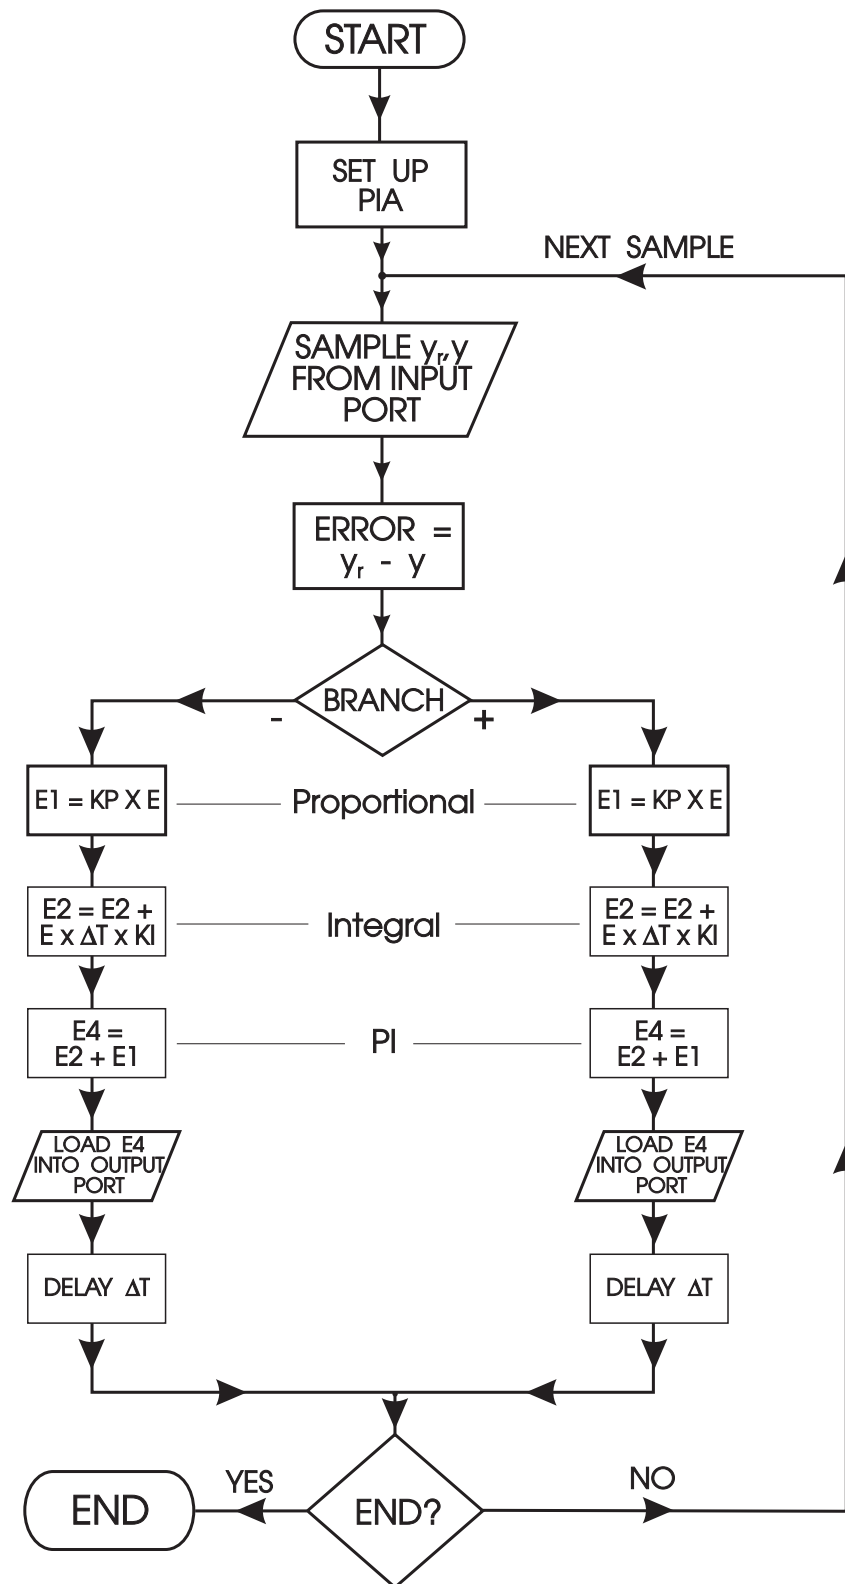 START
SET UP
PIA
NEXT SAMPLE
SAMPLE yr,y
FROM INPUT
PORT
ERROR =
yr - y
BRANCH
-
+
E1 = KP X E
Proportional
E1 = KP X E
E2 = E2 +
E x ΔT x KI
Integral
E2 = E2 +
E x ΔT x KI
E4 =
E2 + E1
PI
E4 =
E2 + E1
LOAD E4
INTO OUTPUT
PORT
LOAD E4
INTO OUTPUT
PORT
DELAY ΔT
DELAY ΔT
END
YES
END?
NO